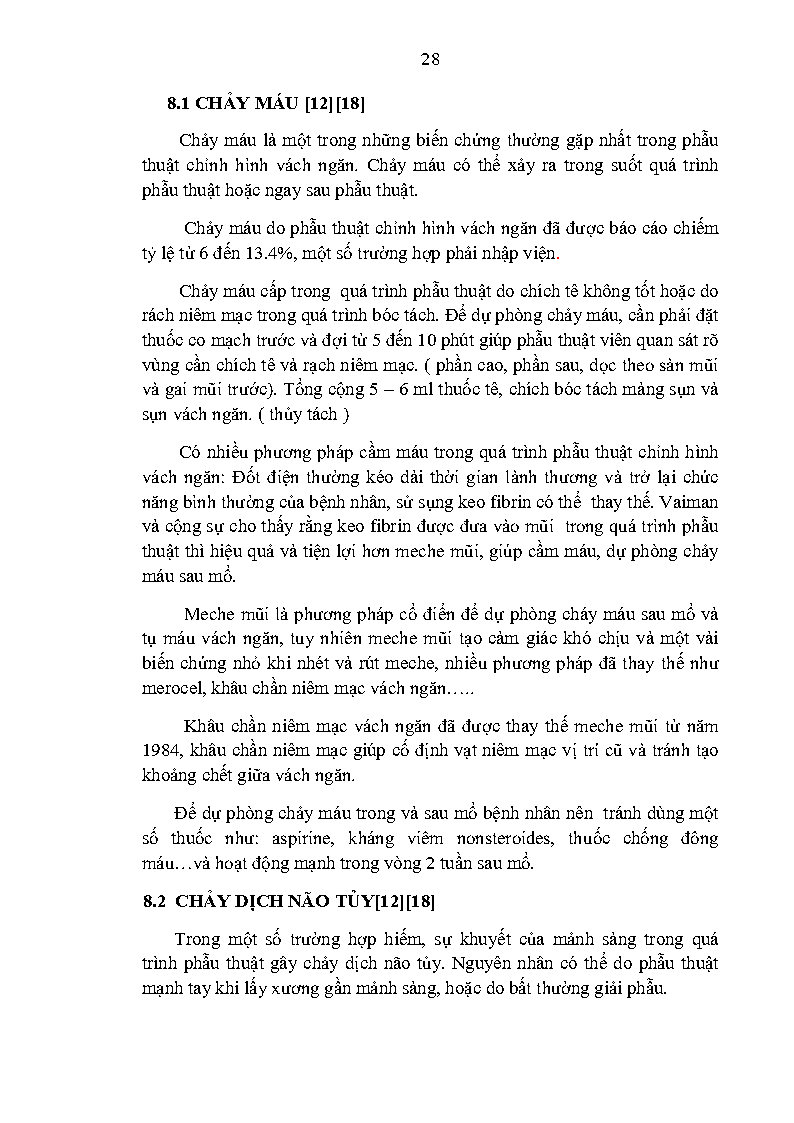 28
8.1 CHẢY MÁU [12][18]
Chảy máu là một trong những biến chứng thường gặp nhất trong phẫu
thuật chỉnh hình vách ngăn. Chảy máu có thể xảy ra trong suốt quá trình
phẫu thuật hoặc ngay sau phẫu thuật.
Chảy máu do phẫu thuật chỉnh hình vách ngăn đã được báo cáo chiếm
tỷ lệ từ 6 đến 13.4%, một số trường hợp phải nhập viện.
Chảy máu cấp trong quá trình phẫu thuật do chích tê không tốt hoặc do
rách niêm mạc trong quá trình bóc tách. Để dự phòng chảy máu, cần phải đặt
thuốc co mạch trước và đợi từ 5 đến 10 phút giúp phẫu thuật viên quan sát rõ
vùng cần chích tê và rạch niêm mạc. ( phần cao, phần sau, dọc theo sàn mũi
và gai mũi trước). Tổng cộng 5 – 6 ml thuốc tê, chích bóc tách màng sụn và
sụn vách ngăn. ( thủy tách )
Có nhiều phương pháp cầm máu trong quá trình phẫu thuật chỉnh hình
vách ngăn: Đốt điện thường kéo dài thời gian lành thương và trở lại chức
năng bình thường của bệnh nhân, sử sụng keo fibrin có thể thay thế. Vaiman
và cộng sự cho thấy rằng keo fibrin được đưa vào mũi trong quá trình phẫu
thuật thì hiệu quả và tiện lợi hơn meche mũi, giúp cầm máu, dự phòng chảy
máu sau mổ.
Meche mũi là phương pháp cổ điển để dự phòng cháy máu sau mổ và
tụ máu vách ngăn, tuy nhiên meche mũi tạo cảm giác khó chịu và một vài
biến chứng nhỏ khi nhét và rút meche, nhiều phương pháp đã thay thế như
merocel, khâu chần niêm mạc vách ngăn…..
Khâu chần niêm mạc vách ngăn đã được thay thế meche mũi từ năm
1984, khâu chần niêm mạc giúp cố định vạt niêm mạc vị trí cũ và tránh tạo
khoảng chết giữa vách ngăn.
Để dự phòng chảy máu trong và sau mổ bệnh nhân nên tránh dùng một
số thuốc như: aspirine, kháng viêm nonsteroides, thuốc chống đông
máu…và hoạt động mạnh trong vòng 2 tuần sau mổ.
8.2 CHẢY DỊCH NÃO TỦY[12][18]
Trong một số trường hợp hiếm, sự khuyết của mảnh sàng trong quá
trình phẫu thuật gây chảy dịch não tủy. Nguyên nhân có thể do phẫu thuật
mạnh tay khi lấy xương gần mảnh sàng, hoặc do bất thường giải phẫu.